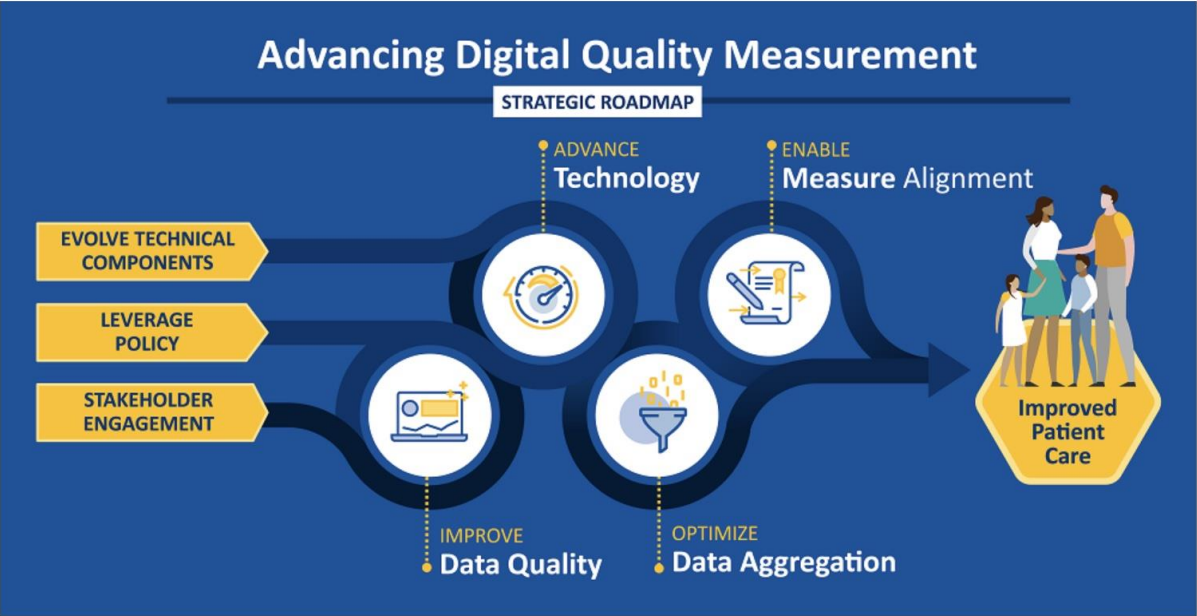 Advancing Digital Quality Measurement
STRATEGIC ROADMAP
ADVANCE
Technology
ENABLE
Measure Alignment
EVOLVE TECHNICAL
COMPONENTS
LEVERAGE
POLICY
STAKEHOLDER
ENGAGEMENT
Improved
Patient
Care
IMPROVE
Data Quality
OPTIMIZE
Data Aggregation